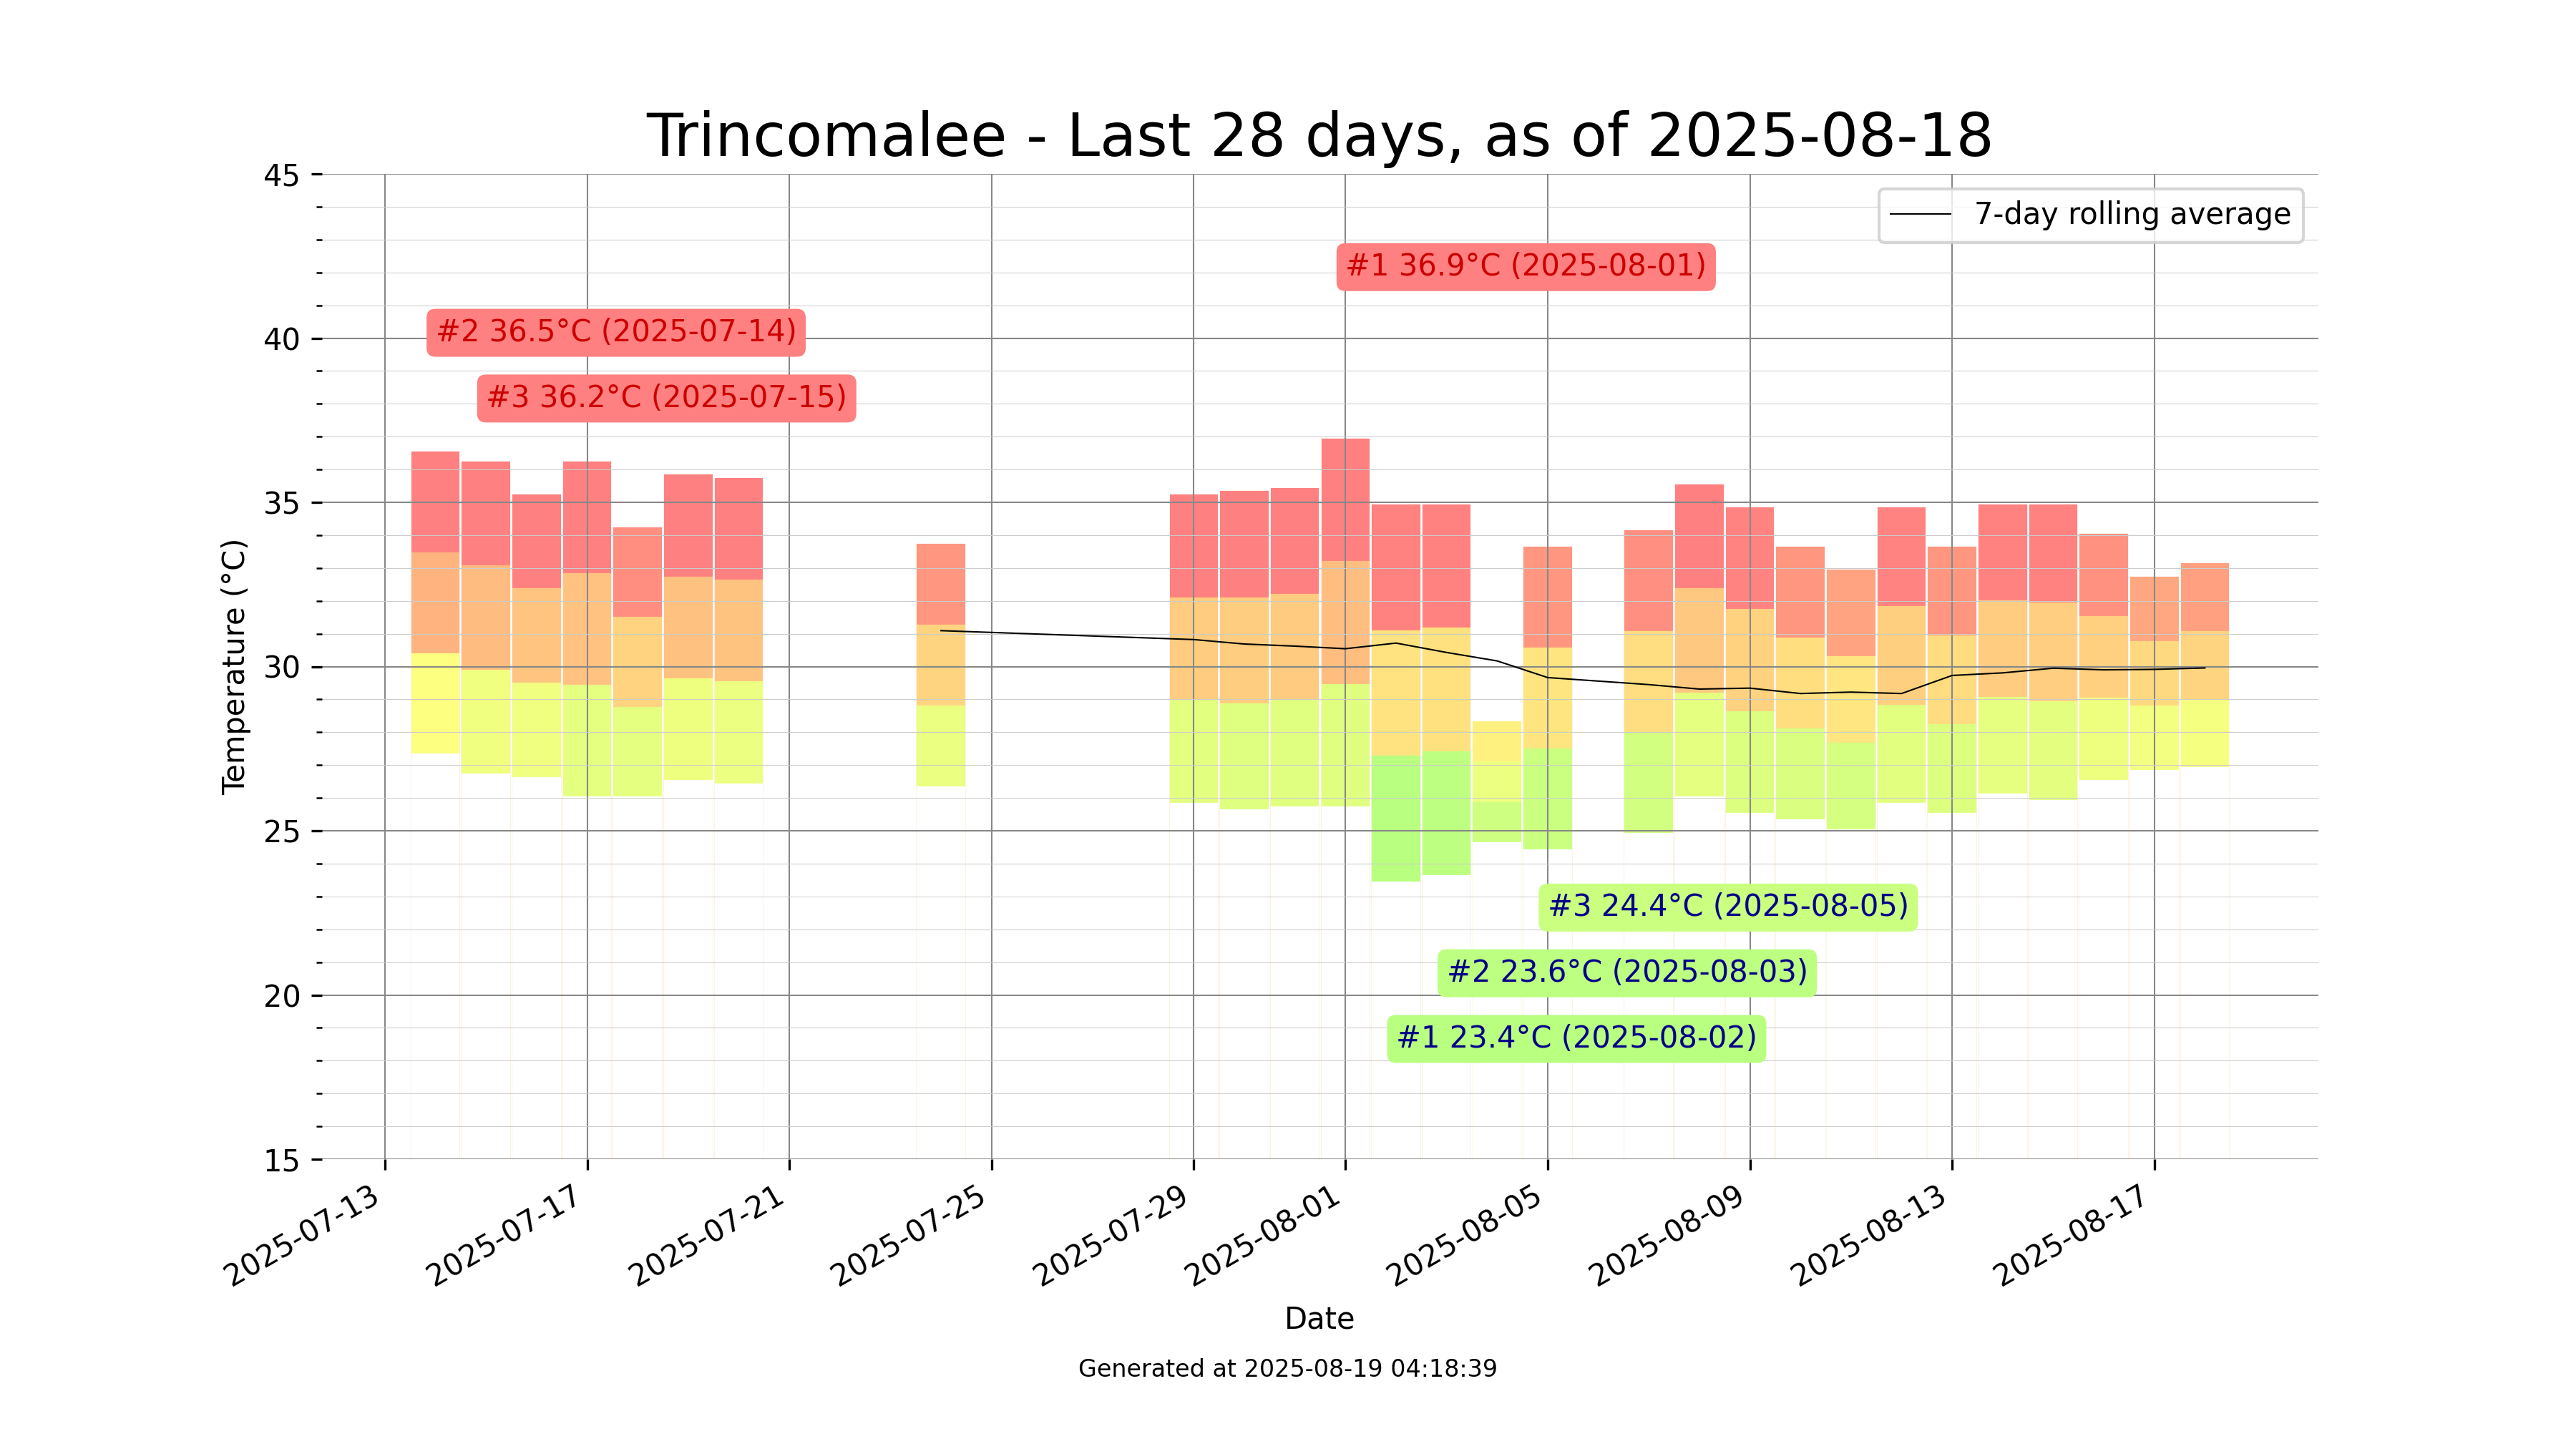 Trincomalee - Last 28 days, as of 2025-08-18
45
7-day rolling average
#1 36.9°C (2025-08-01)
#2 36.5°C (2025-07-14)
40
#3 36.2°C (2025-07-15)
35
Temperature (°C)
30
25
#3 24.4°C (2025-08-05)
#2 23.6°C (2025-08-03)
20
#1 23.4°C (2025-08-02)
15
2025-07-13
2025-07-17
2025-07-21
2025-07-25
2025-07-29
2025-08-01
2025-08-05
2025-08-09
2025-08-13
2025-08-17
Date
Generated at 2025-08-19 04:18:39